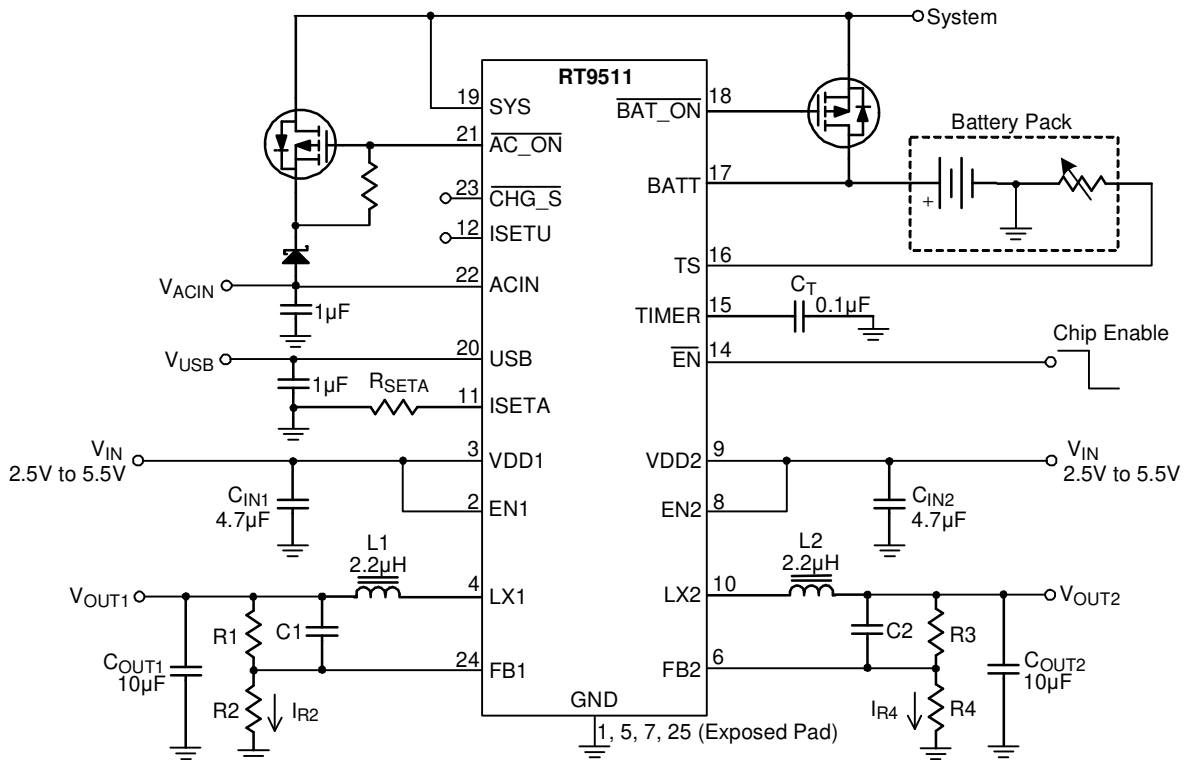 System
RT9511
19 SYS
18 BAT_ON
21 AC_ON
Battery Pack
23 CHG_S
17 BATT
+
12 ISETU
16 TS
VACIN
22 ACIN
1µF
CT
0.1µF
15 TIMER
Chip Enable
VUSB
20 USB
14 EN
1µF
RSETA
11 ISETA
VIN
2.5V to 5.5V
3 VDD1
9 VDD2
VIN
2.5V to 5.5V
CIN1
4.7µF
2 EN1
8 EN2
CIN2
4.7µF
L1
2.2µH
L2
2.2µH
VOUT1
4 LX1
10 LX2
VOUT2
R1
C1
C2
R3
COUT1
10µF
24 FB1
6 FB2
COUT2
10µF
R2
IR2
IR4
R4
GND
1, 5, 7, 25 (Exposed Pad)